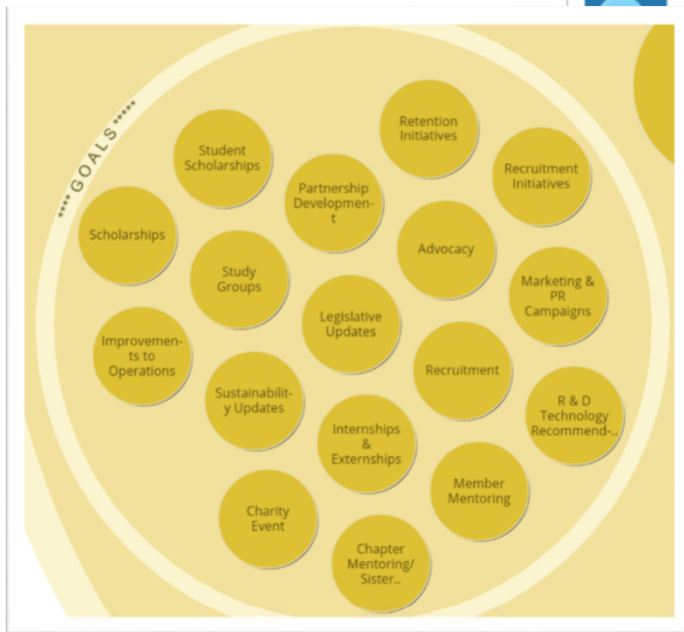 ****GOALS*****
Retention
Initiatives
Student
Scholarships
Recruitment
Initiatives
Partnership
Developmen-
t
Scholarships
Advocacy
Study
Groups
Marketing &
PR
Campaigns
Legislative
Updates
Improvemen-
ts to
Operations
Recruitment
Sustainabilit-
y Updates
R & D
Technology
Recommend-..
Internships
&
Externships
Member
Mentoring
Charity
Event
Chapter
Mentoring/
Sister..